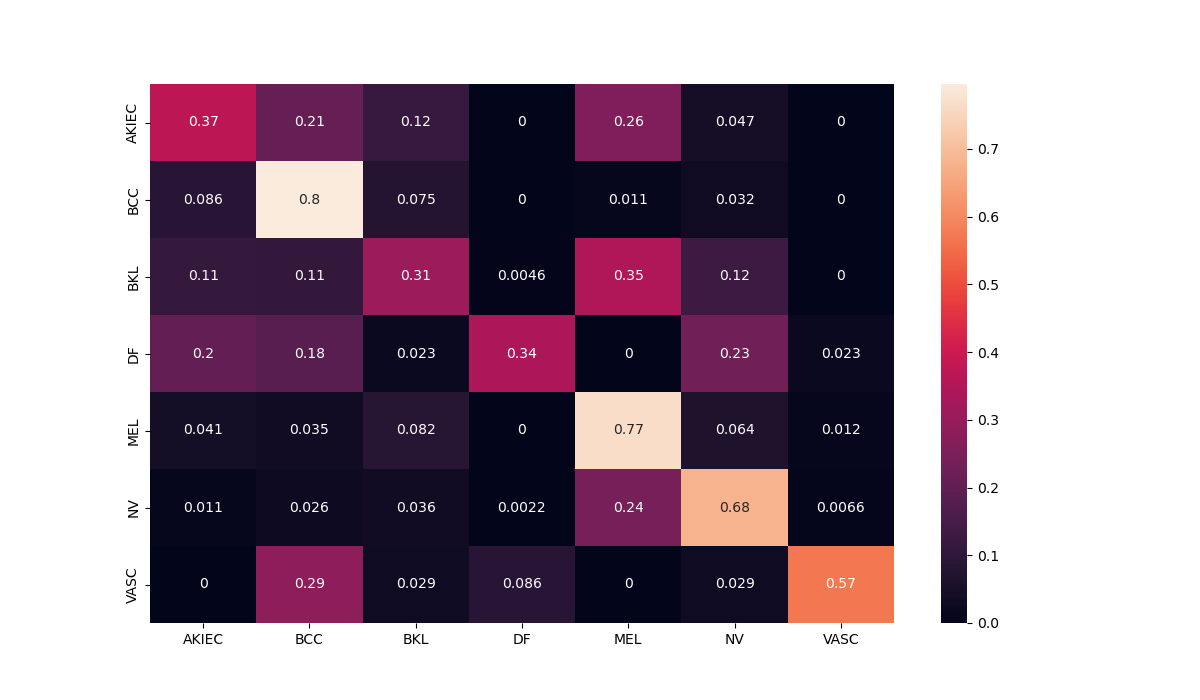 AKIEC 0.37 0.21 0.12 0 0.26 0.047 0
BCC 0.086 0.8 0.075 0 0.011 0.032 0
BKL 0.11 0.11 0.31 0.0046 0.35 0.12 0
DF 0.2 0.18 0.023 0.34 0 0.23 0.023
MEL 0.041 0.035 0.082 0 0.77 0.064 0.012
NV 0.011 0.026 0.036 0.0022 0.24 0.68 0.0066
VASC 0 0.29 0.029 0.086 0 0.029 0.57
AKIEC BCC BKL DF MEL NV VASC
0.7
0.6
0.5
0.4
0.3
0.2
0.1
0.0